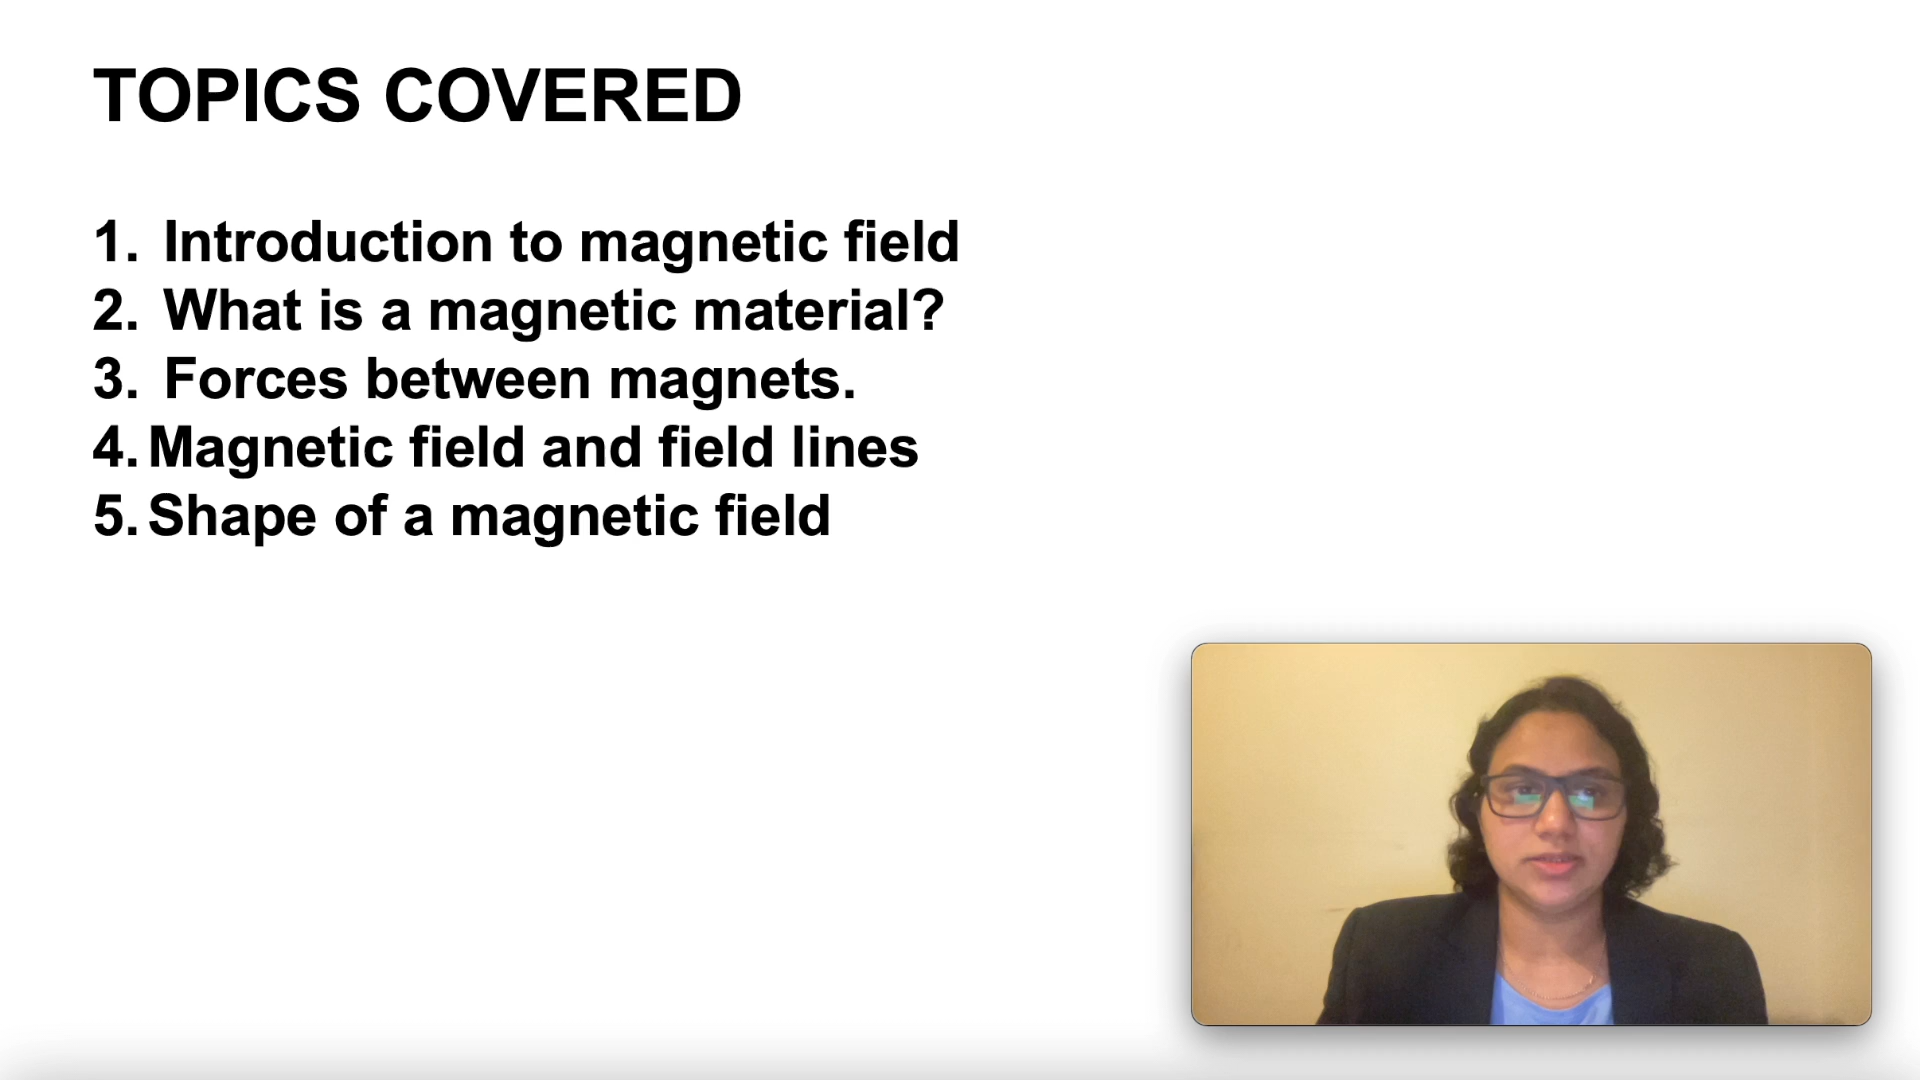 TOPICS COVERED
1. Introduction to magnetic field
2. What is a magnetic material?
3. Forces between magnets.
4. Magnetic field and field lines
5. Shape of a magnetic field